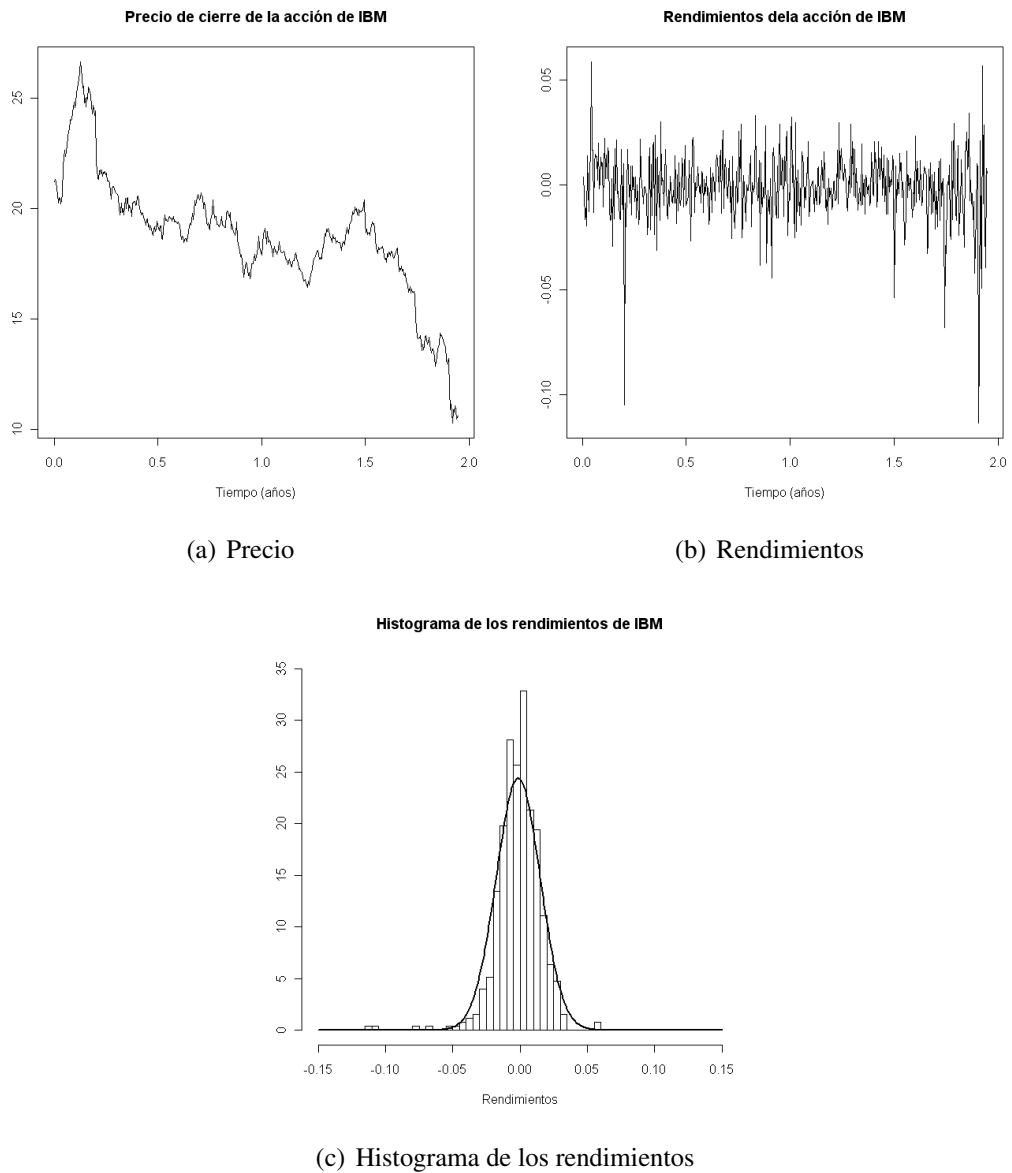 Precio de cierre de la acción de IBM
25
20
15
10
0.0 0.5 1.0 1.5 2.0
Tiempo (años)
(a) Precio
Rendimientos dela acción de IBM
0.05
0.00
-0.05
-0.10
0.0 0.5 1.0 1.5 2.0
Tiempo (años)
(b) Rendimientos
Histograma de los rendimientos de IBM
35
30
25
20
15
10
5
0
-0.15 -0.10 -0.05 0.00 0.05 0.10 0.15
Rendimientos
(c) Histograma de los rendimientos